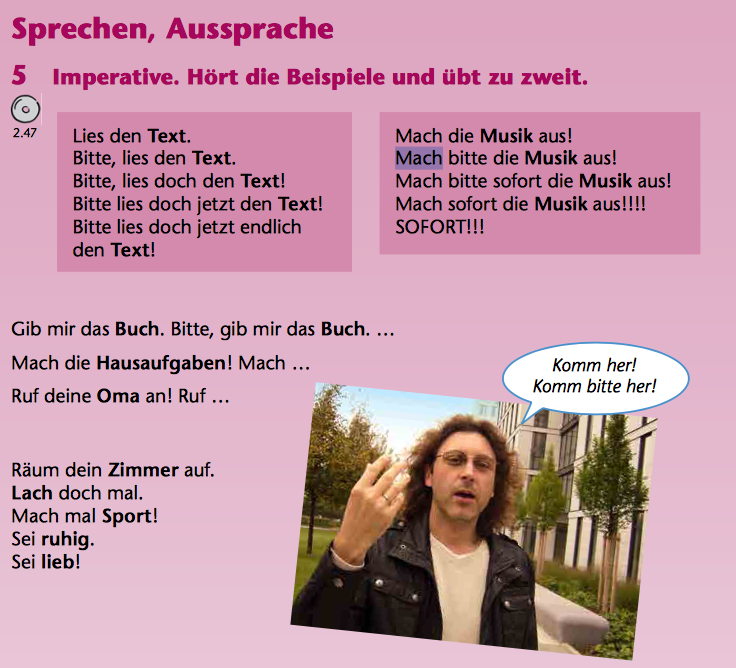 Sprechen, Aussprache
5 Imperative. Hört die Beispiele und übt zu zweit.
2.47
Lies den Text.
Bitte, lies den Text.
Bitte, lies doch den Text!
Bitte lies doch jetzt den Text!
Bitte lies doch jetzt endlich
den Text!
Mach die Musik aus!
Mach bitte die Musik aus!
Mach bitte sofort die Musik aus!
Mach sofort die Musik aus!!!!
SOFORT!!!
Gib mir das Buch. Bitte, gib mir das Buch. …
Mach die Hausaufgaben! Mach …
Ruf deine Oma an! Ruf …
Komm her!
Komm bitte her!
Räum dein Zimmer auf.
Lach doch mal.
Mach mal Sport!
Sei ruhig.
Sei lieb!